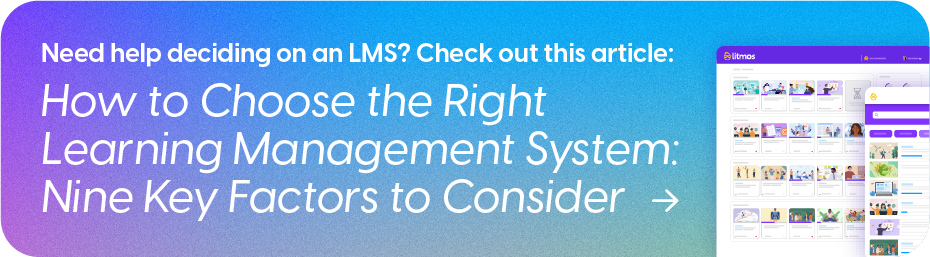 Need help deciding on an LMS? Check out this article:
How to Choose the Right
Learning Management System:
Nine Key Factors to Consider →
litmos